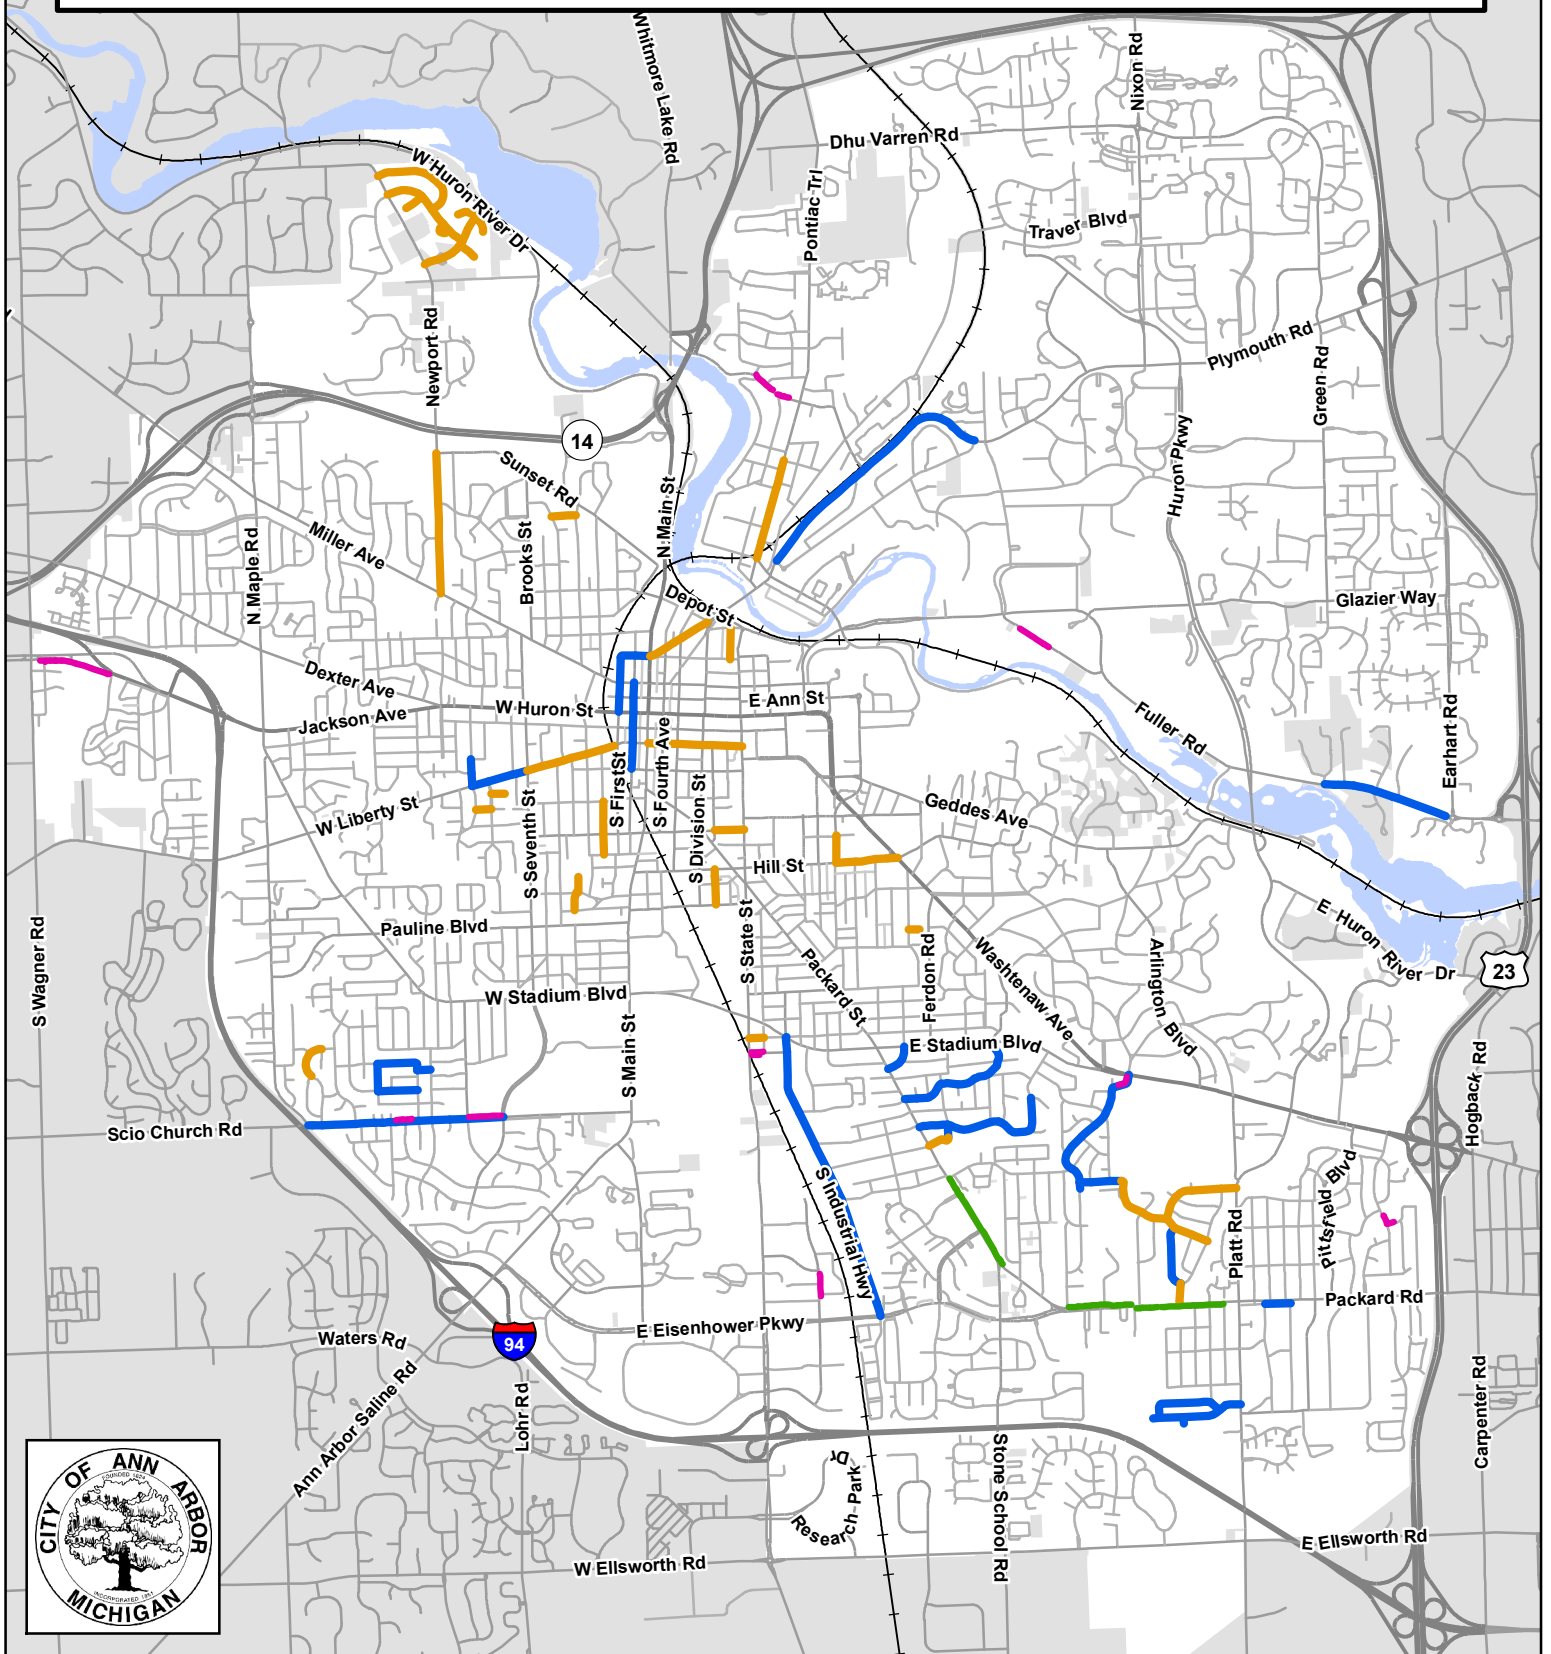 Whitmore Lake Rd
Nixon Rd
Dhu Varren Rd
W Huron River Dr
Pontiac Trl
Traver Blvd
Newport Rd
Plymouth Rd
Green Rd
14
Sunset Rd
Huron Pkwy
N Main St
Miller Ave
Brooks St
N Maple Rd
Depot St
Glazier Way
Dexter Ave
Jackson Ave
W Huron St
E Ann St
Fuller Rd
Earhart Rd
S First St
S Fourth Ave
W Liberty St
S Seventh St
S Division St
Geddes Ave
Hill St
Pauline Blvd
S State St
S Wagner Rd
Packard St
Ferdon Rd
Washtenaw Ave
Arlington Blvd
E Huron River Dr
23
W Stadium Blvd
E Stadium Blvd
S Main St
Hogback Rd
Scio Church Rd
S Industrial Hwy
Pittsfield Blvd
Platt Rd
Packard Rd
E Eisenhower Pkwy
Waters Rd
94
Ann Arbor Saline Rd
Lohr Rd
Carpenter Rd
Stone School Rd
Research Park Dr
E Ellsworth Rd
W Ellsworth Rd
CITY OF ANN ARBOR
FOUNDED 1824
INCORPORATED 1851
MICHIGAN